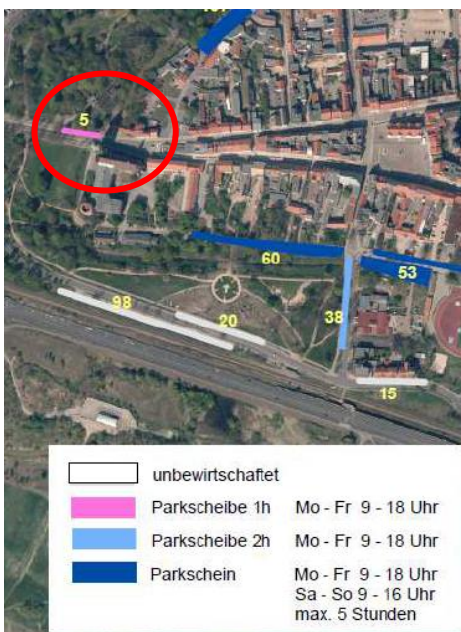 5
60
53
98
20
38
15
unbewirtschaftet
Parkscheibe 1h Mo - Fr 9 - 18 Uhr
Parkscheibe 2h Mo - Fr 9 - 18 Uhr
Parkschein Mo - Fr 9 - 18 Uhr
Sa - So 9 - 16 Uhr
max. 5 Stunden